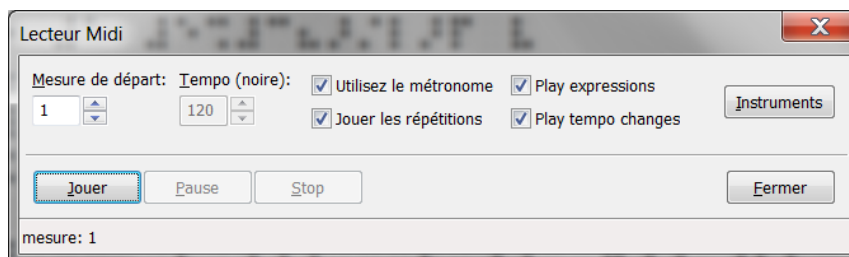 Lecteur Midi
Mesure de départ: Tempo (noire): Utilisez le métronome Play expressions
1 120 Jouer les répétitions Play tempo changes Instruments
Jouer Pause Stop Fermer
mesure: 1